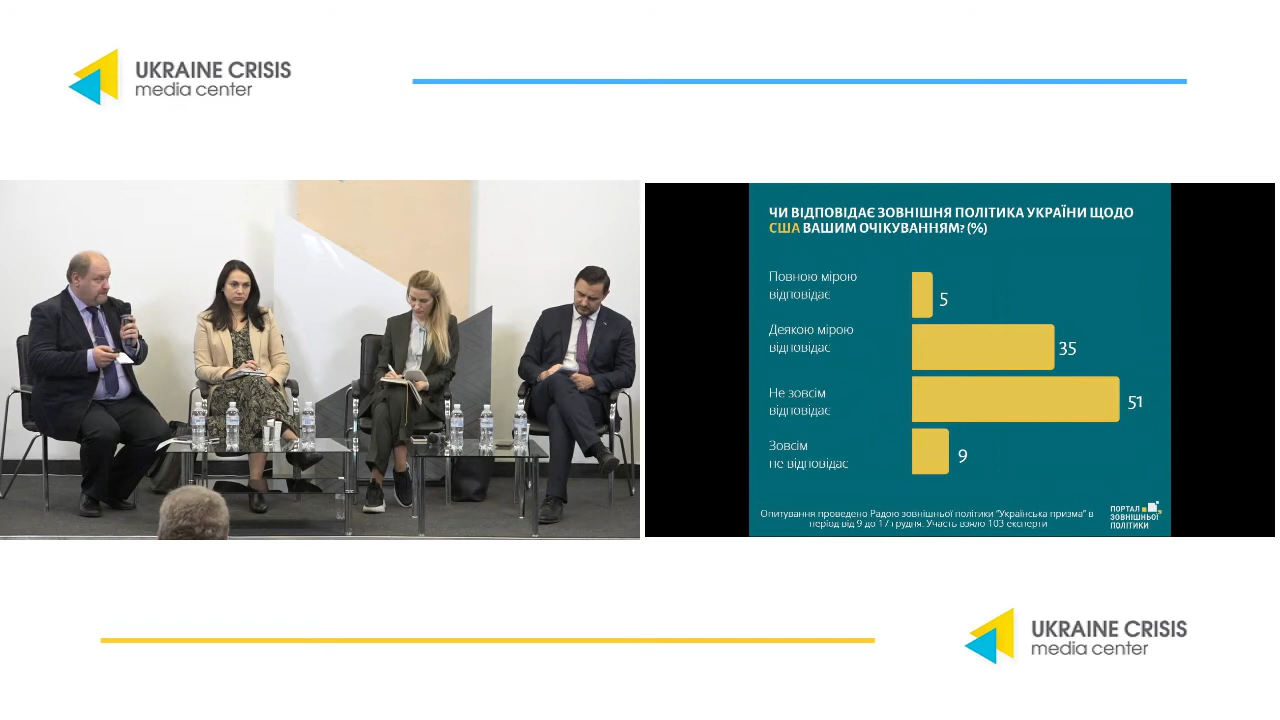 UKRAINE CRISIS
media center
ЧИ ВІДПОВІДАЄ ЗОВНІШНЯ ПОЛІТИКА УКРАЇНИ ЩОДО
США ВАШИМ ОЧІКУВАННЯМ? (%)
Повною мірою
відповідає
5
Деякою мірою
відповідає
35
Не зовсім
відповідає
51
Зовсім
не відповідає
9
Опитування проведено Радою зовнішньої політики "Українська призма" в
період від 9 до 17 грудня. Участь взяло 103 експерти
ПОРТАЛ
ЗОВНІШНЬОЇ
ПОЛІТИКИ
UKRAINE CRISIS
media center